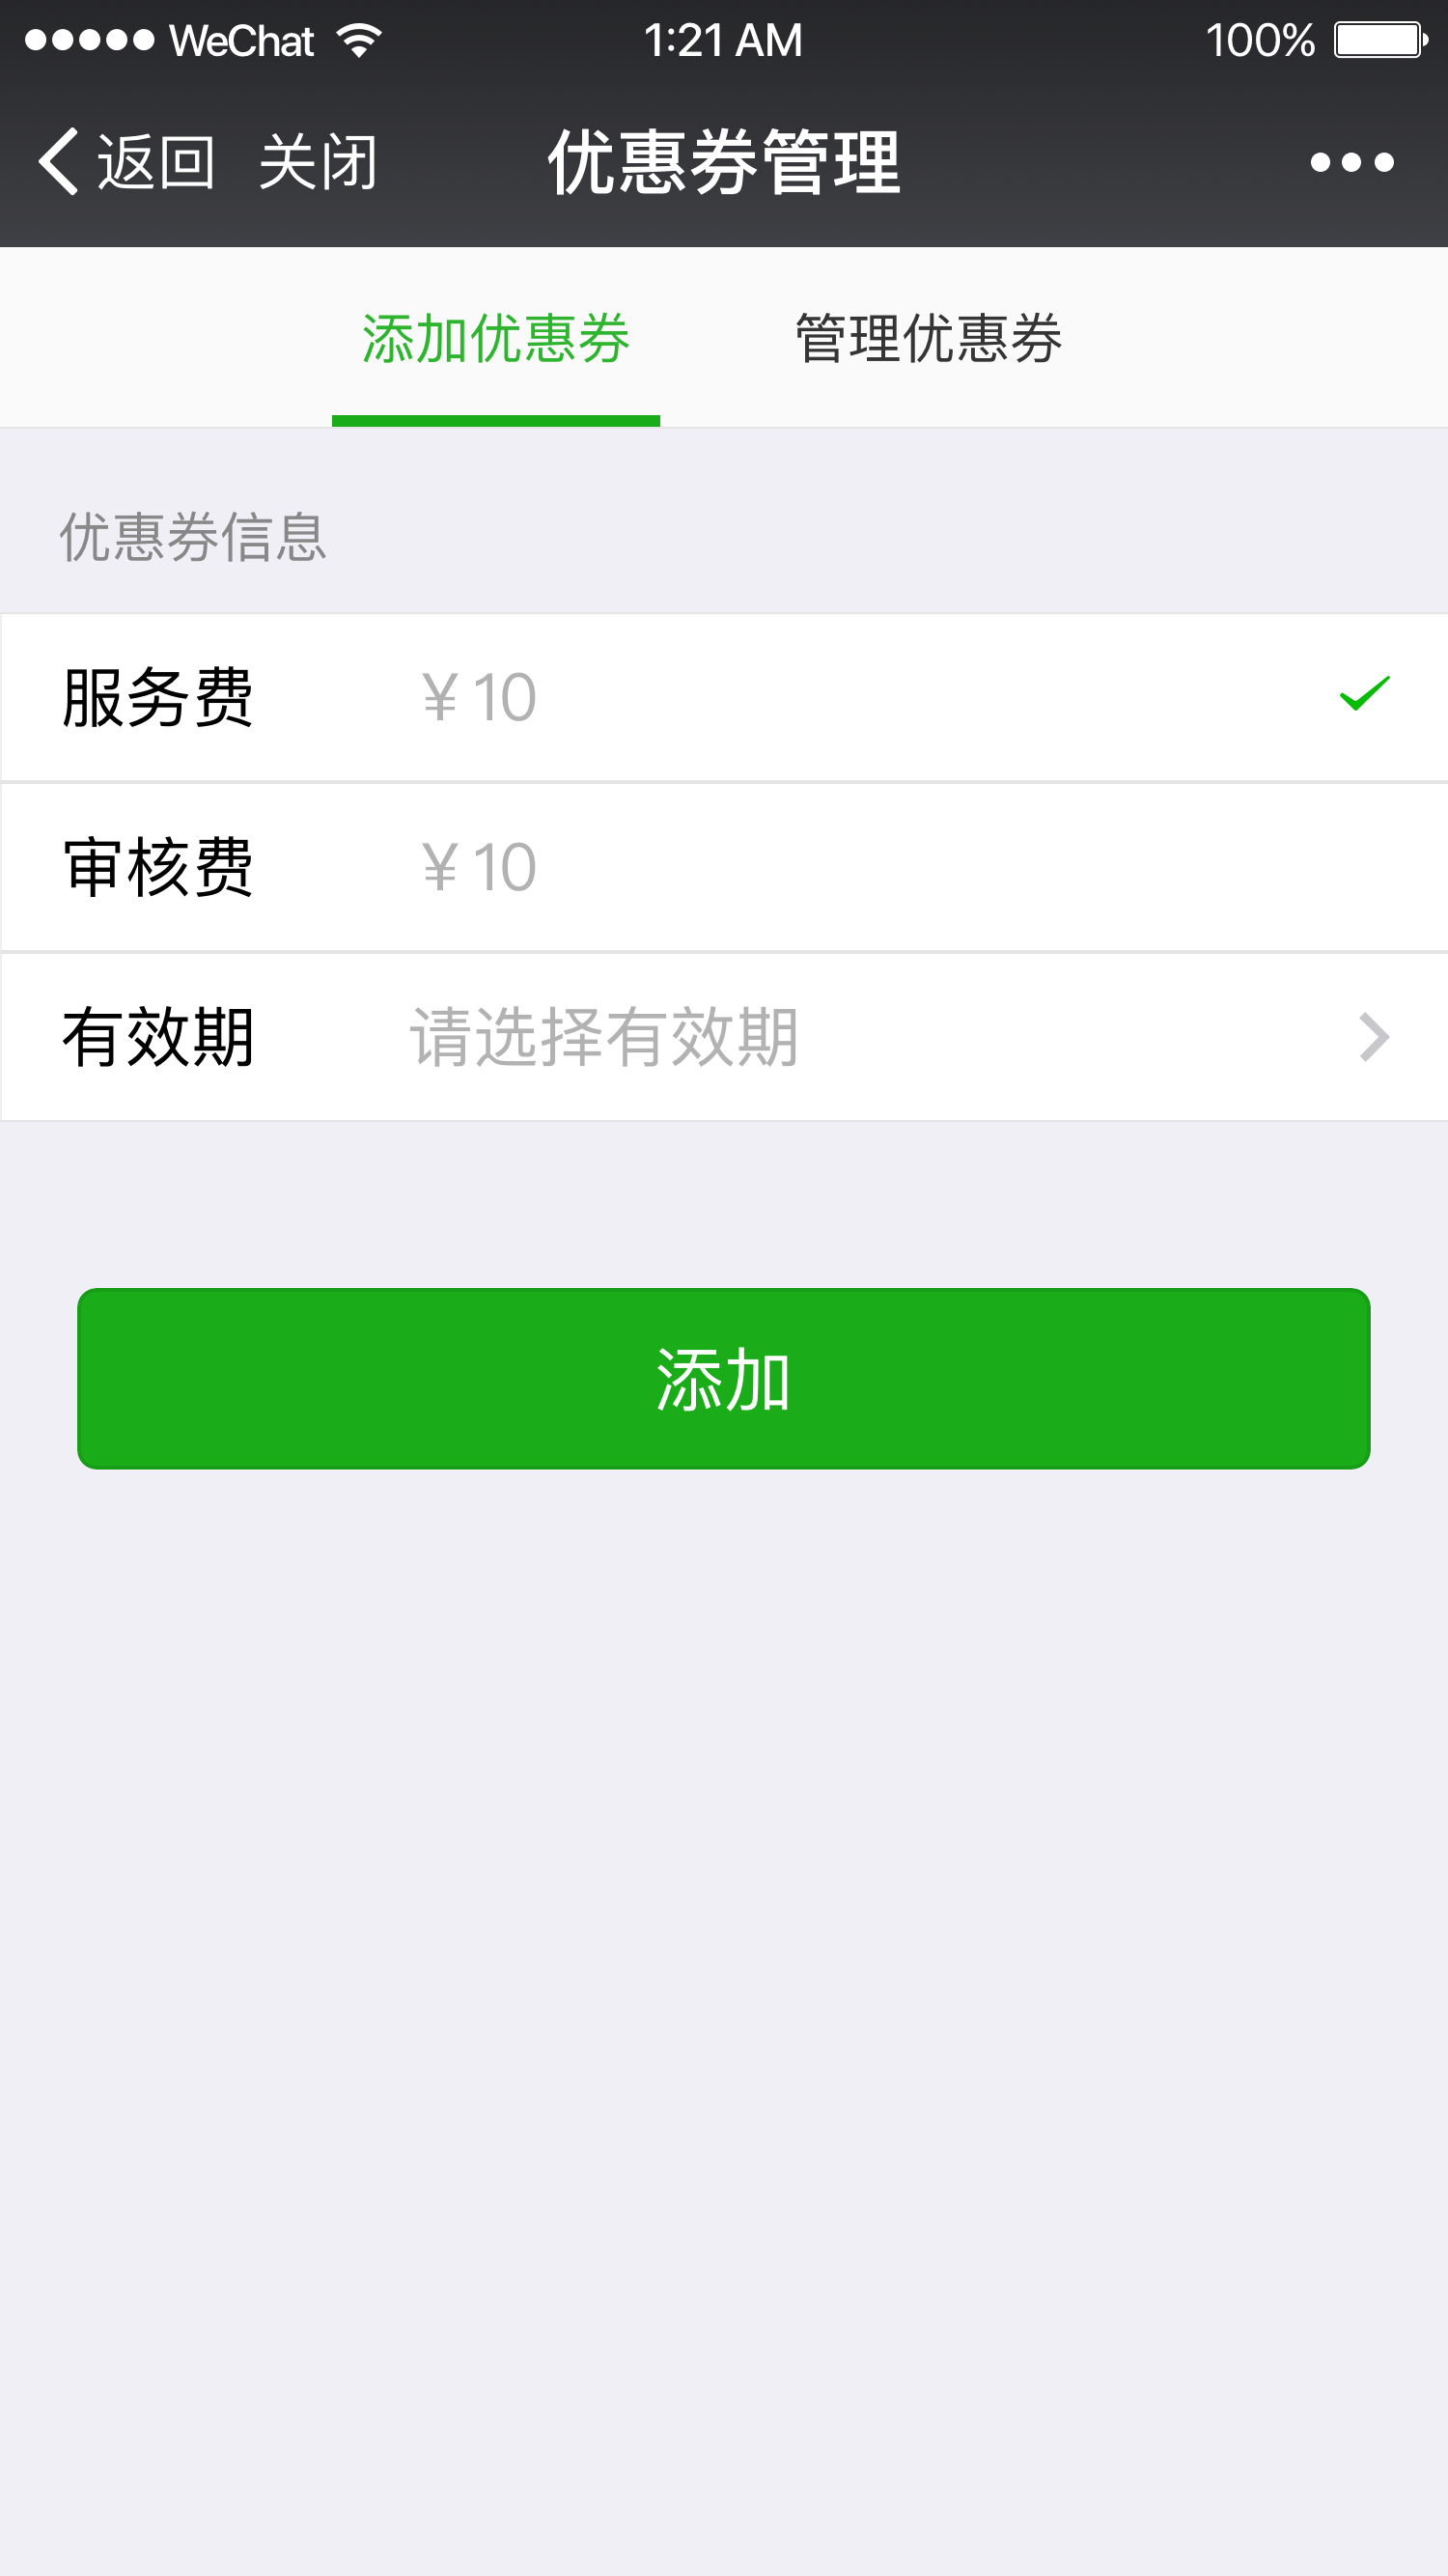 WeChat 1:21 AM 100%
返回 关闭 优惠券管理
添加优惠券 管理优惠券
优惠券信息
服务费 ¥ 10
审核费 ¥ 10
有效期 请选择有效期
添加